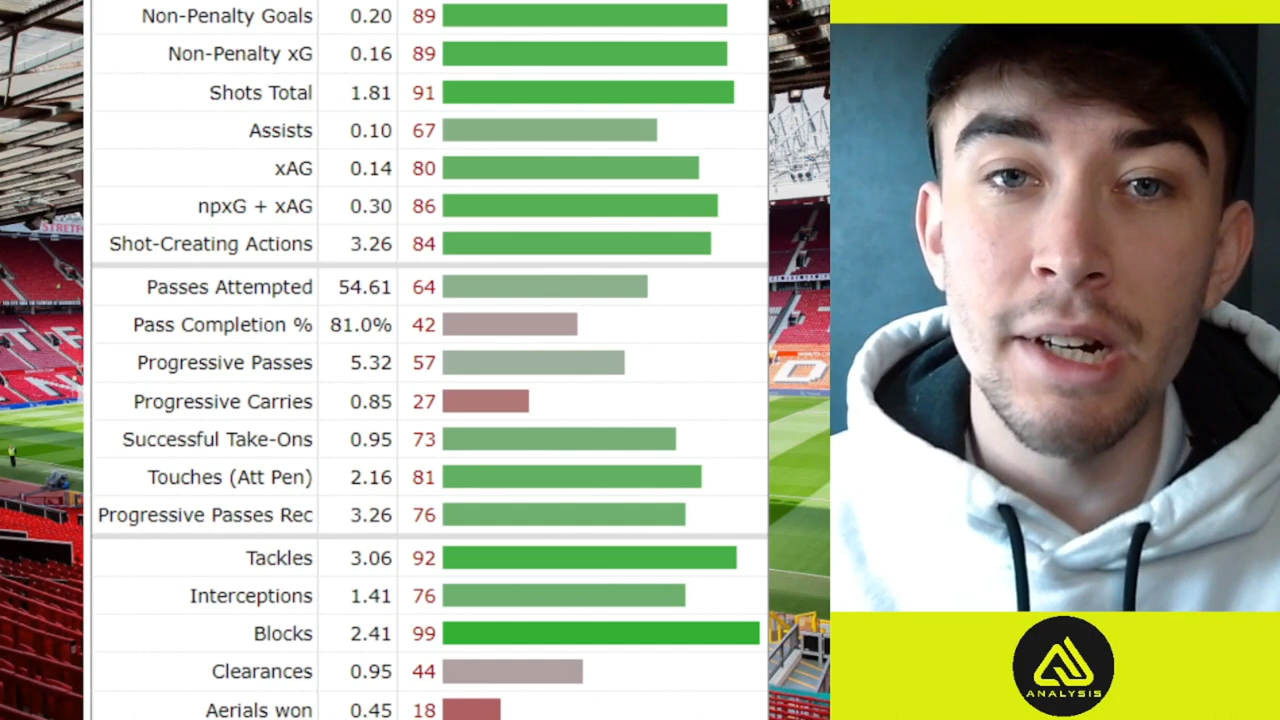 Non-Penalty Goals 0.20 89
Non-Penalty xG 0.16 89
Shots Total 1.81 91
Assists 0.10 67
xAG 0.14 80
npxG + xAG 0.30 86
Shot-Creating Actions 3.26 84
Passes Attempted 54.61 64
Pass Completion % 81.0% 42
Progressive Passes 5.32 57
Progressive Carries 0.85 27
Successful Take-Ons 0.95 73
Touches (Att Pen) 2.16 81
Progressive Passes Rec 3.26 76
Tackles 3.06 92
Interceptions 1.41 76
Blocks 2.41 99
Clearances 0.95 44
Aerials won 0.45 18
STRETF
ANALYSIS